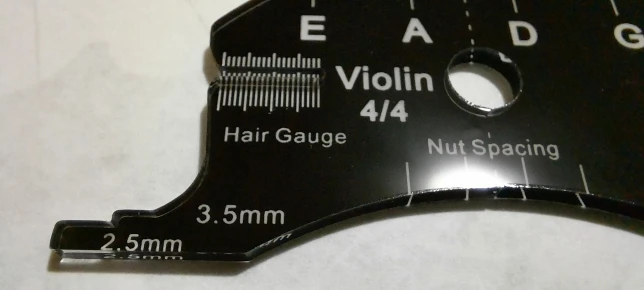 E A D G
Violin
4/4
Hair Gauge
Nut Spacing
3.5mm
2.5mm